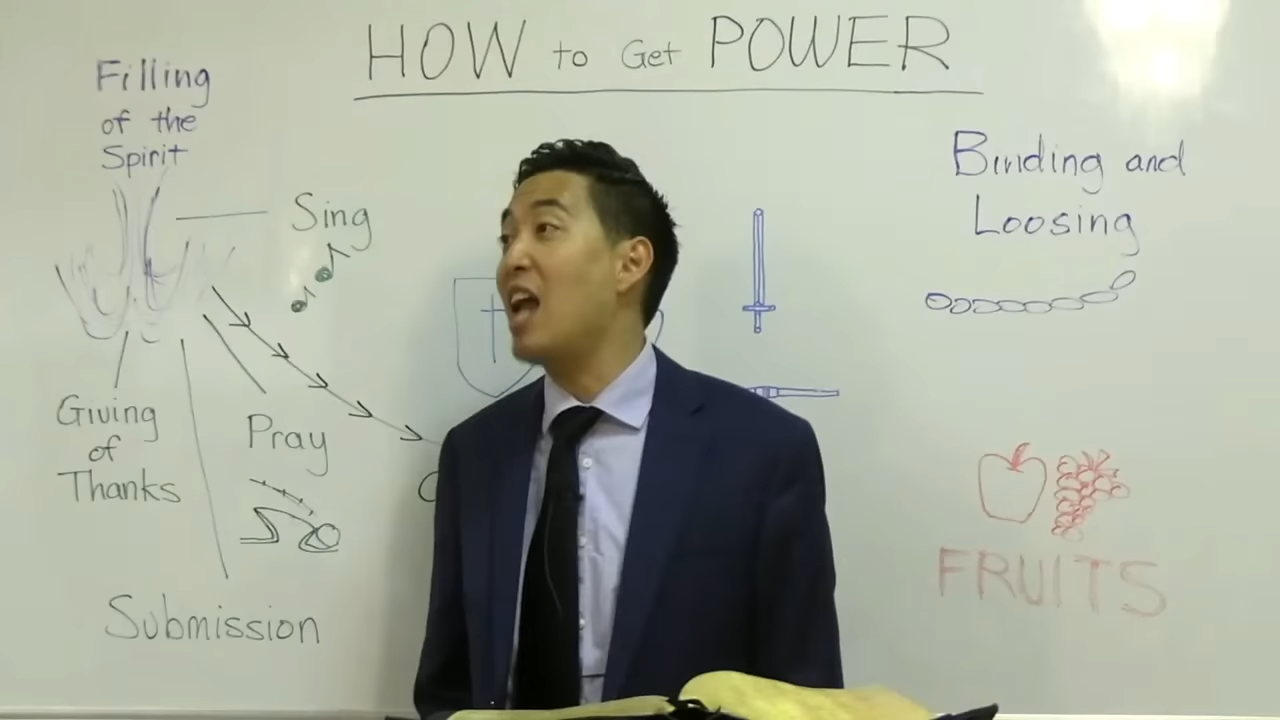 HOW to Get POWER
Filling
of the
Spirit
Sing
Giving
of
Thanks
Pray
Submission
Binding and
Loosing
FRUITS